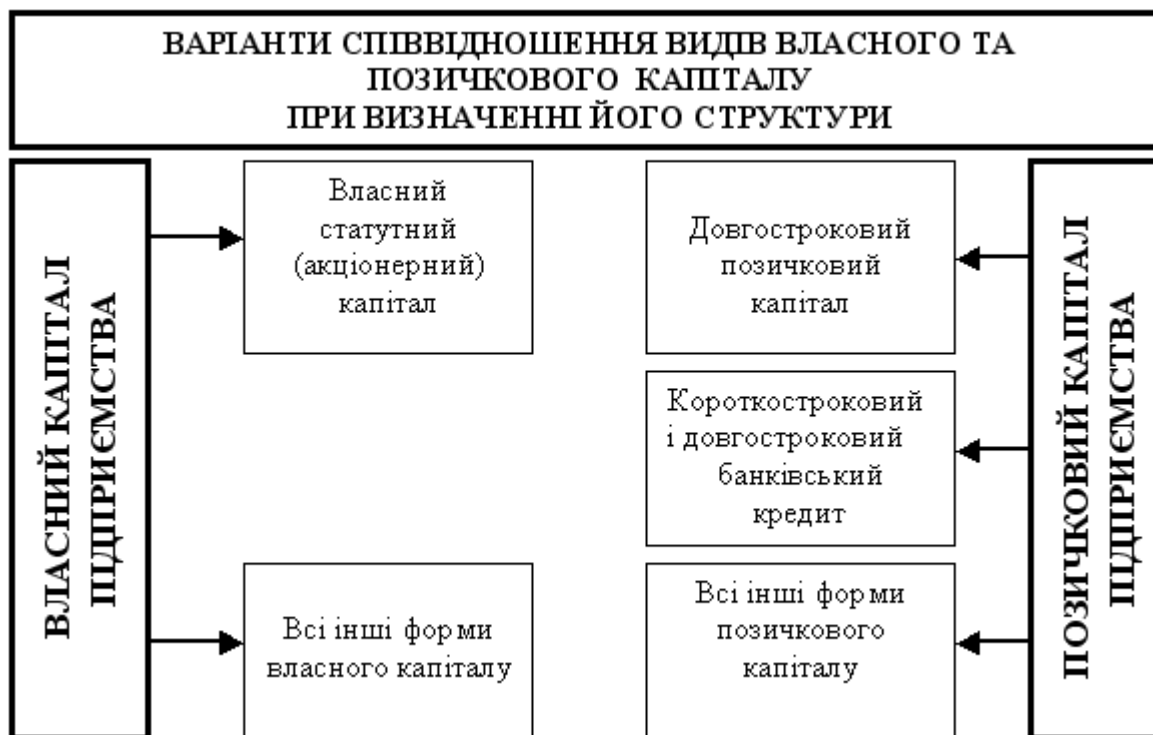 ВАРІАНТИ СПІВВІДНОШЕННЯ ВИДІВ ВЛАСНОГО ТА
ПОЗИЧКОВОГО КАПІТАЛУ
ПРИ ВИЗНАЧЕННІ ЙОГО СТРУКТУРИ
ВЛАСНИЙ КАПІТАЛ
ПІДПРИЄМСТВА
Власний
статутний
(акціонерний)
капітал
Всі інші форми
власного капіталу
Довгостроковий
позичковий
капітал
Короткостроковий
і довгостроковий
банківський
кредит
Всі інші форми
позичкового
капіталу
ПОЗИЧКОВИЙ КАПІТАЛ
ПІДПРИЄМСТВА